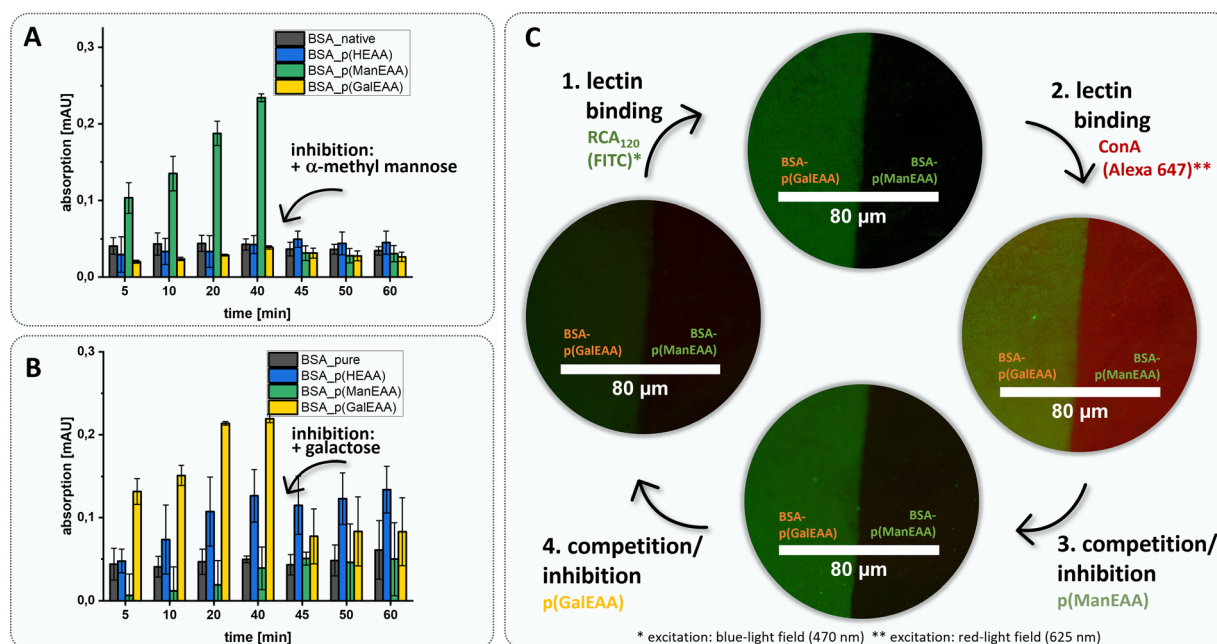 A
0,3
0,2
0,1
0,0
absorption [mAU]
BSA_native
BSA_p(HEAA)
BSA_p(ManEAA)
BSA_p(GalEAA)
inhibition:
+ α-methyl mannose
5 10 20 40 45 50 60
time [min]
B
0,3
0,2
0,1
0,0
absorption [mAU]
BSA_pure
BSA_p(HEAA)
BSA_p(ManEAA)
BSA_p(GalEAA)
inhibition:
+ galactose
5 10 20 40 45 50 60
time [min]
C
1. lectin
binding
RCA₁₂₀
(FITC)*
BSA-
p(GalEAA)
BSA-
p(ManEAA)
80 µm
2. lectin
binding
ConA
(Alexa 647)**
BSA-
p(GalEAA)
BSA-
p(ManEAA)
80 µm
3. competition/
inhibition
p(ManEAA)
BSA-
p(GalEAA)
BSA-
p(ManEAA)
80 µm
4. competition/
inhibition
p(GalEAA)
BSA-
p(GalEAA)
BSA-
p(ManEAA)
80 µm
* excitation: blue-light field (470 nm) ** excitation: red-light field (625 nm)